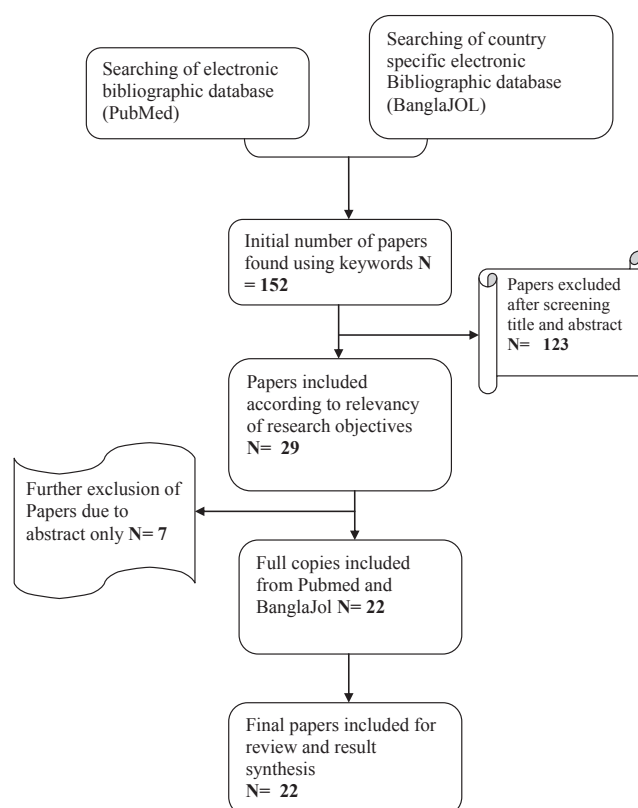 Searching of electronic
bibliographic database
(PubMed)
Searching of country
specific electronic
Bibliographic database
(BanglaJOL)
Initial number of papers
found using keywords N
= 152
Papers excluded
after screening
title and abstract
N= 123
Papers included
according to relevancy
of research objectives
N= 29
Further exclusion of
Papers due to
abstract only N= 7
Full copies included
from Pubmed and
BanglaJol N= 22
Final papers included for
review and result
synthesis
N= 22